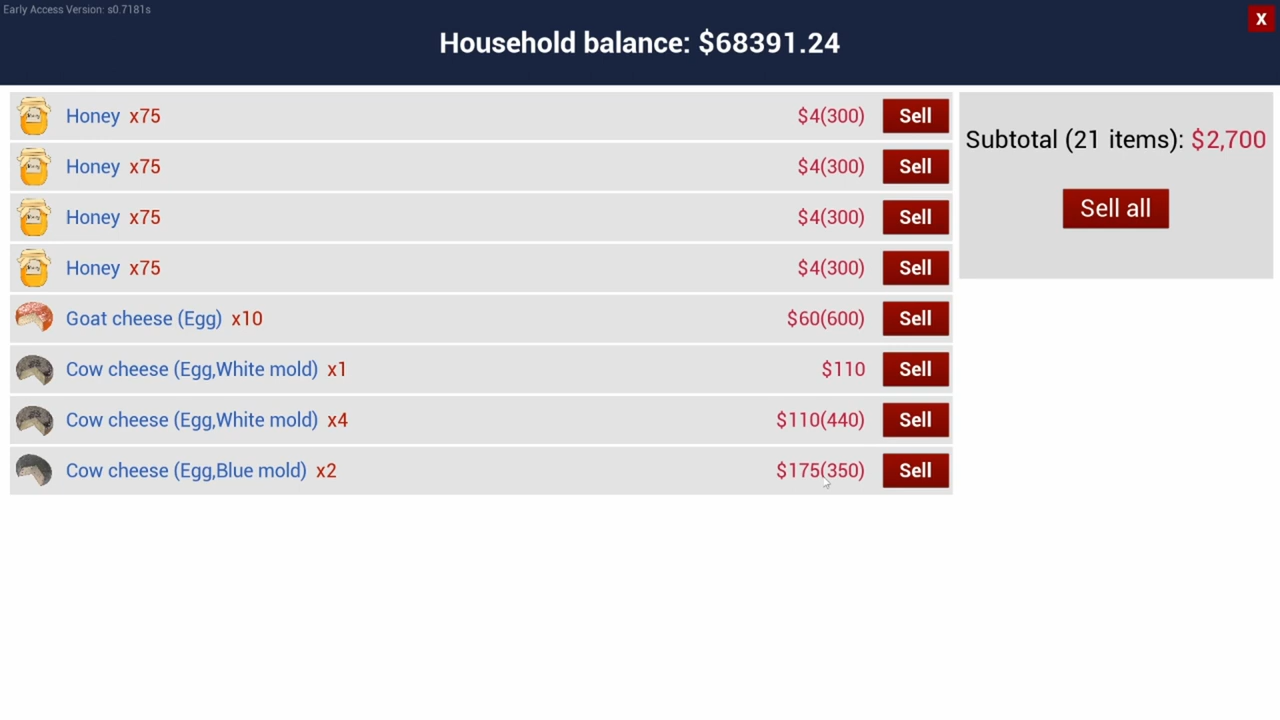 Early Access Version: s0.7181s
X
Household balance: $68391.24
Honey x75 $4(300) Sell
Honey x75 $4(300) Sell
Honey x75 $4(300) Sell
Honey x75 $4(300) Sell
Goat cheese (Egg) x10 $60(600) Sell
Cow cheese (Egg,White mold) x1 $110 Sell
Cow cheese (Egg,White mold) x4 $110(440) Sell
Cow cheese (Egg,Blue mold) x2 $175(350) Sell
Subtotal (21 items): $2,700
Sell all